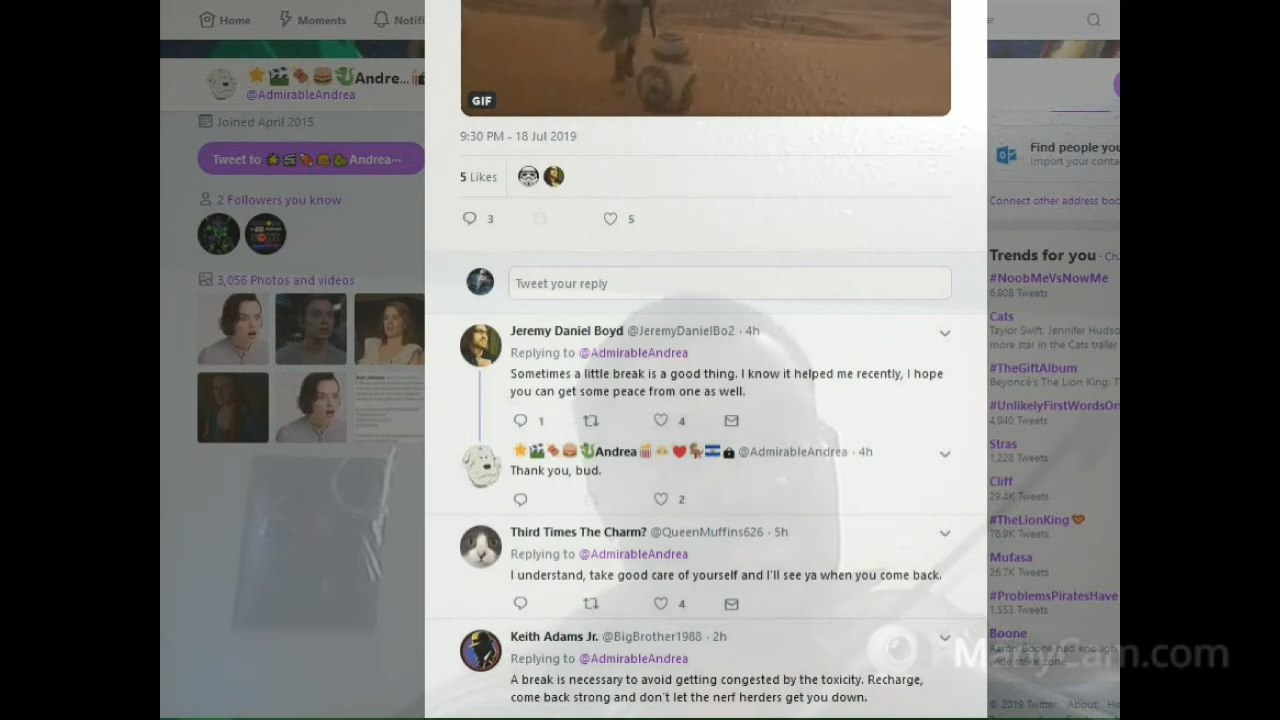 Home
Moments
Notifi
Andre...
@AdmirableAndrea
Joined April 2015
Tweet to Andrea...
2 Followers you know
3,056 Photos and videos
GIF
9:30 PM - 18 Jul 2019
5 Likes
3
5
Tweet your reply
Jeremy Daniel Boyd @JeremyDanielBo2 · 4h
Replying to @AdmirableAndrea
Sometimes a little break is a good thing. I know it helped me recently, I hope
you can get some peace from one as well.
1
4
Andrea @AdmirableAndrea · 4h
Thank you, bud.
2
Third Times The Charm? @QueenMuffins626 · 5h
Replying to @AdmirableAndrea
I understand, take good care of yourself and I'll see ya when you come back.
4
Keith Adams Jr. @BigBrother1988 · 2h
Replying to @AdmirableAndrea
A break is necessary to avoid getting congested by the toxicity. Recharge,
come back strong and don't let the nerf herders get you down.
Find people you
Import your conta
Connect other address boo
Trends for you · Ch
#NoobMeVsNowMe
6,808 Tweets
Cats
Taylor Swift, Jennifer Hudso
more star in the Cats trailer
#TheGiftAlbum
Beyoncé's The Lion King: T
#UnlikelyFirstWordsOn
4,940 Tweets
Stras
1,228 Tweets
Cliff
29.4K Tweets
#TheLionKing
76.9K Tweets
Mufasa
26.7K Tweets
#ProblemsPiratesHave
1,553 Tweets
Boone
Aaron Boone had enough
wide strike zone
© 2019 Twitter About He
ManyCam.com